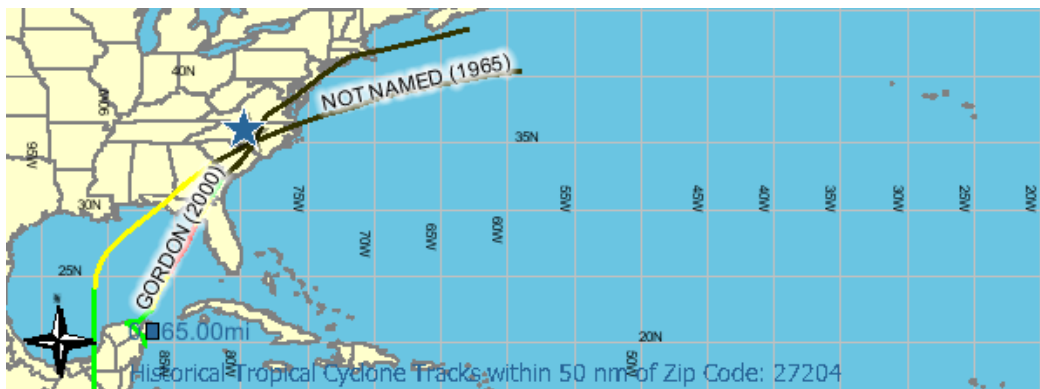 NOT NAMED (1965)
40N
90W
35N
95W
GORDON (2000)
30N
75W
55W
45W
40W
35W
30W
25W
20W
60W
65W
70W
25N
65.00mi
20N
85W
80W
50W
Historical Tropical Cyclone Tracks within 50 nm of Zip Code: 27204